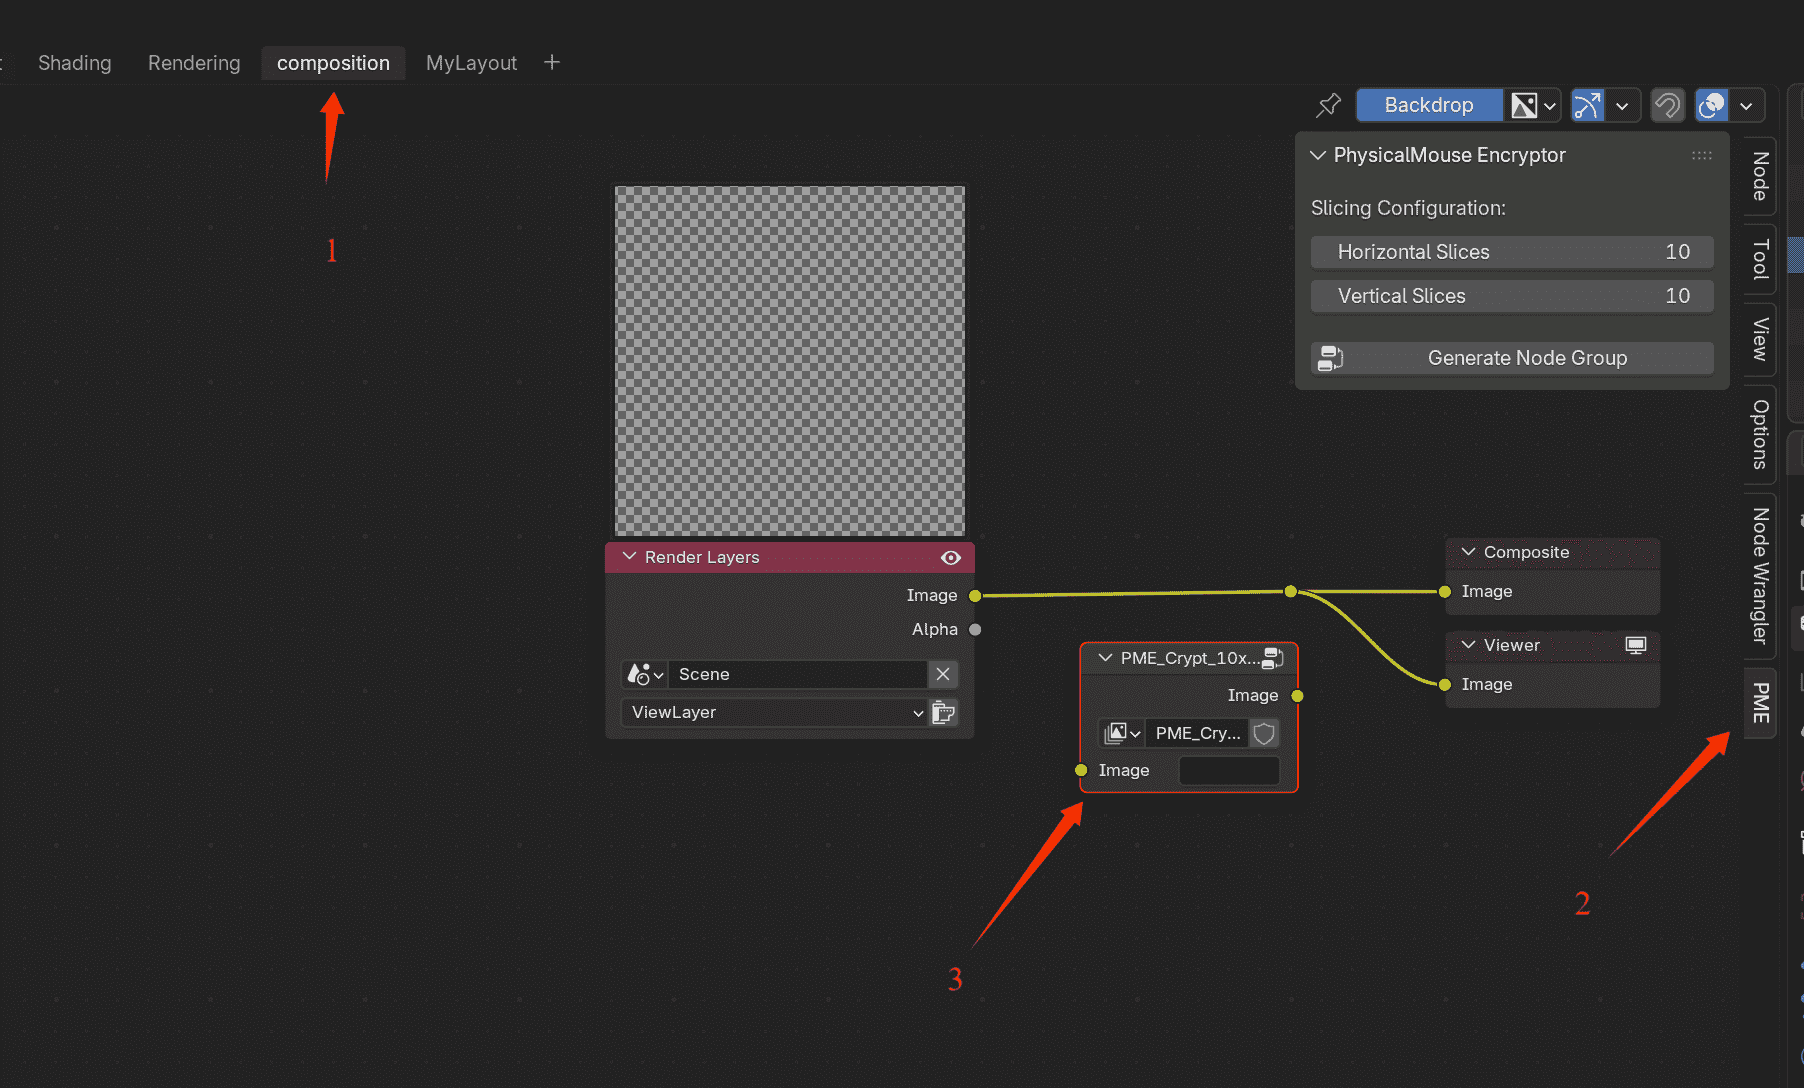 Shading Rendering composition MyLayout +
Backdrop
PhysicalMouse Encryptor
Slicing Configuration:
Horizontal Slices 10
Vertical Slices 10
Generate Node Group
Node
Tool
View
Options
Node Wrangler
PME
1
Render Layers
Image
Alpha
Scene
ViewLayer
PME_Crypt_10x...
Image
PME_Cry...
Image
Composite
Image
Viewer
Image
2
3